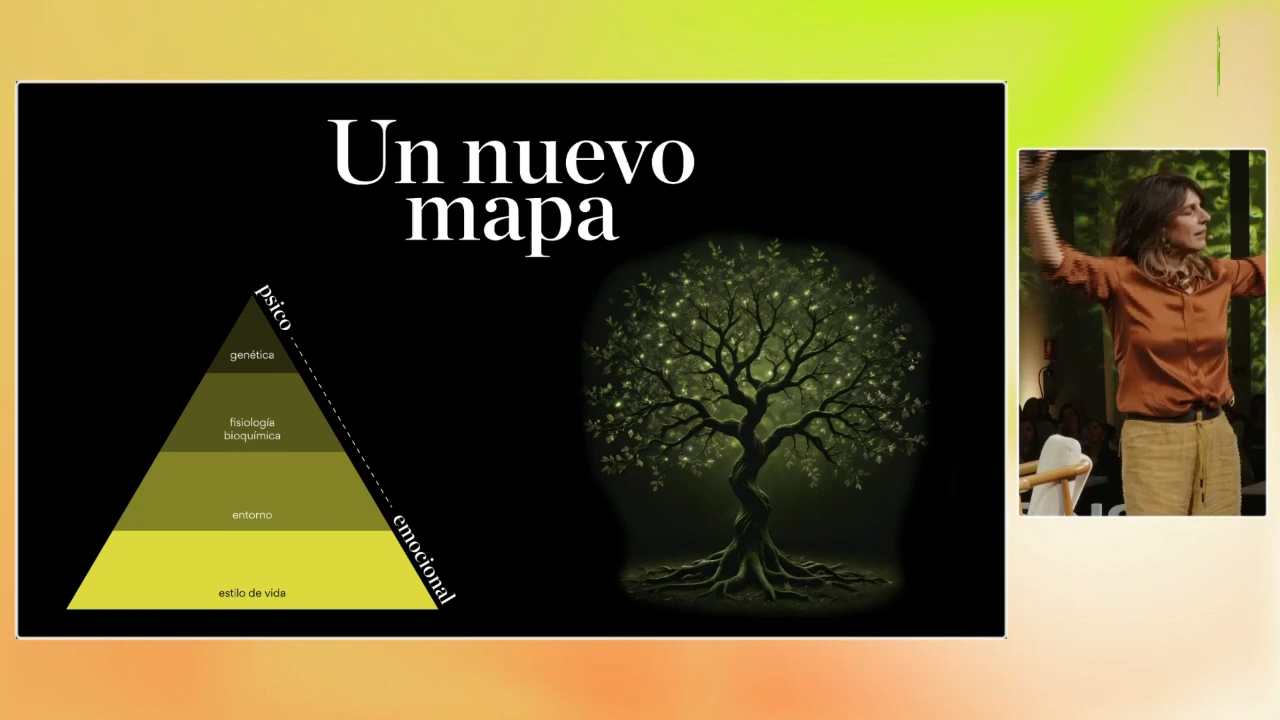 Un nuevo
mapa
psico
emocional
genética
fisiología
bioquímica
entorno
estilo de vida